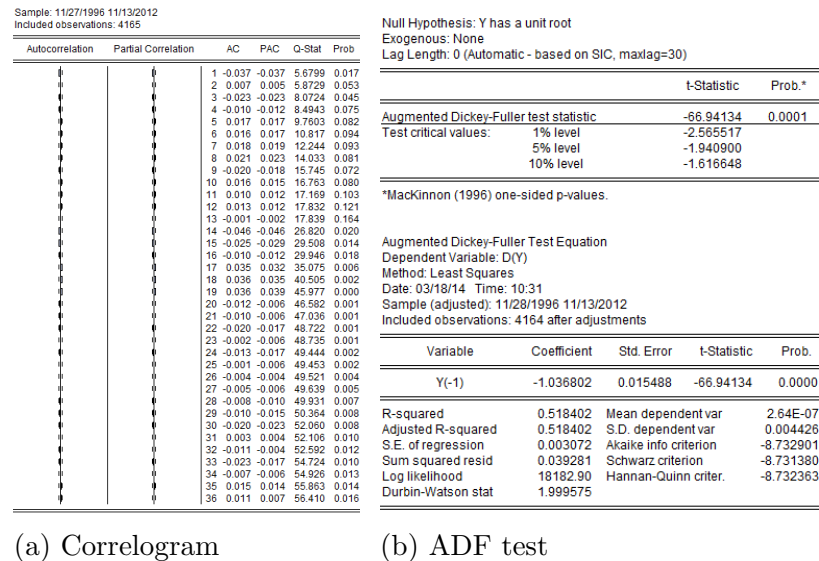 Sample: 11/27/1996 11/13/2012
Included observations: 4165
Autocorrelation Partial Correlation AC PAC Q-Stat Prob
1 -0.037 -0.037 5.6799 0.017
2 0.007 0.005 5.8729 0.053
3 -0.023 -0.023 8.0724 0.045
4 -0.010 -0.012 8.4943 0.075
5 0.017 0.017 9.7603 0.082
6 0.016 0.017 10.817 0.094
7 0.018 0.019 12.244 0.093
8 0.021 0.023 14.033 0.081
9 -0.020 -0.018 15.745 0.072
10 0.016 0.015 16.763 0.080
11 0.010 0.012 17.169 0.103
12 0.013 0.012 17.832 0.121
13 -0.001 -0.002 17.839 0.164
14 -0.046 -0.046 26.820 0.020
15 -0.025 -0.029 29.508 0.014
16 -0.010 -0.012 29.946 0.018
17 0.035 0.032 35.075 0.006
18 0.036 0.035 40.505 0.002
19 0.036 0.039 45.977 0.000
20 -0.012 -0.006 46.582 0.001
21 -0.010 -0.006 47.036 0.001
22 -0.020 -0.017 48.722 0.001
23 -0.002 -0.006 48.735 0.001
24 -0.013 -0.017 49.444 0.002
25 -0.001 -0.006 49.453 0.002
26 -0.004 -0.004 49.521 0.004
27 -0.005 -0.006 49.639 0.005
28 -0.008 -0.010 49.931 0.007
29 -0.010 -0.015 50.364 0.008
30 -0.020 -0.023 52.060 0.008
31 0.003 0.004 52.106 0.010
32 -0.011 -0.004 52.592 0.012
33 -0.023 -0.017 54.724 0.010
34 -0.007 -0.006 54.926 0.013
35 0.015 0.014 55.863 0.014
36 0.011 0.007 56.410 0.016
(a) Correlogram
Null Hypothesis: Y has a unit root
Exogenous: None
Lag Length: 0 (Automatic - based on SIC, maxlag=30)
t-Statistic Prob.*
Augmented Dickey-Fuller test statistic -66.94134 0.0001
Test critical values: 1% level -2.565517
5% level -1.940900
10% level -1.616648
*MacKinnon (1996) one-sided p-values.
Augmented Dickey-Fuller Test Equation
Dependent Variable: D(Y)
Method: Least Squares
Date: 03/18/14 Time: 10:31
Sample (adjusted): 11/28/1996 11/13/2012
Included observations: 4164 after adjustments
Variable Coefficient Std. Error t-Statistic Prob.
Y(-1) -1.036802 0.015488 -66.94134 0.0000
R-squared 0.518402 Mean dependent var 2.64E-07
Adjusted R-squared 0.518402 S.D. dependent var 0.004426
S.E. of regression 0.003072 Akaike info criterion -8.732901
Sum squared resid 0.039281 Schwarz criterion -8.731380
Log likelihood 18182.90 Hannan-Quinn criter. -8.732363
Durbin-Watson stat 1.999575
(b) ADF test